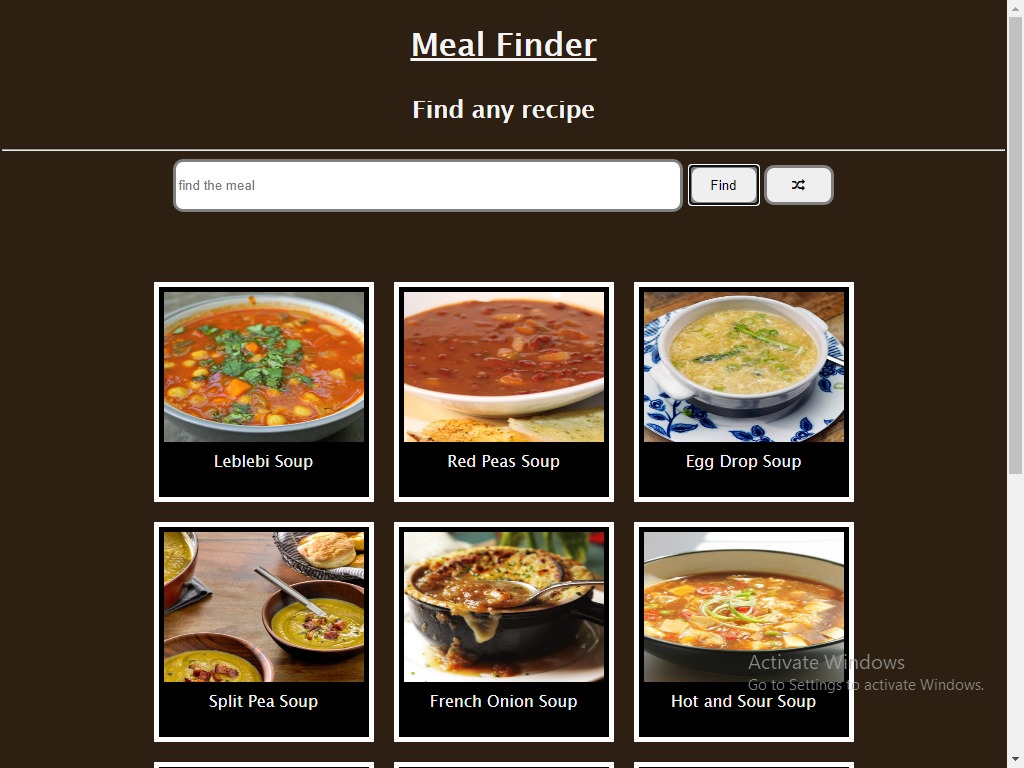 Meal Finder
Find any recipe
find the meal
Find
Leblebi Soup
Red Peas Soup
Egg Drop Soup
Split Pea Soup
French Onion Soup
Hot and Sour Soup
Activate Windows
Go to Settings to activate Windows.